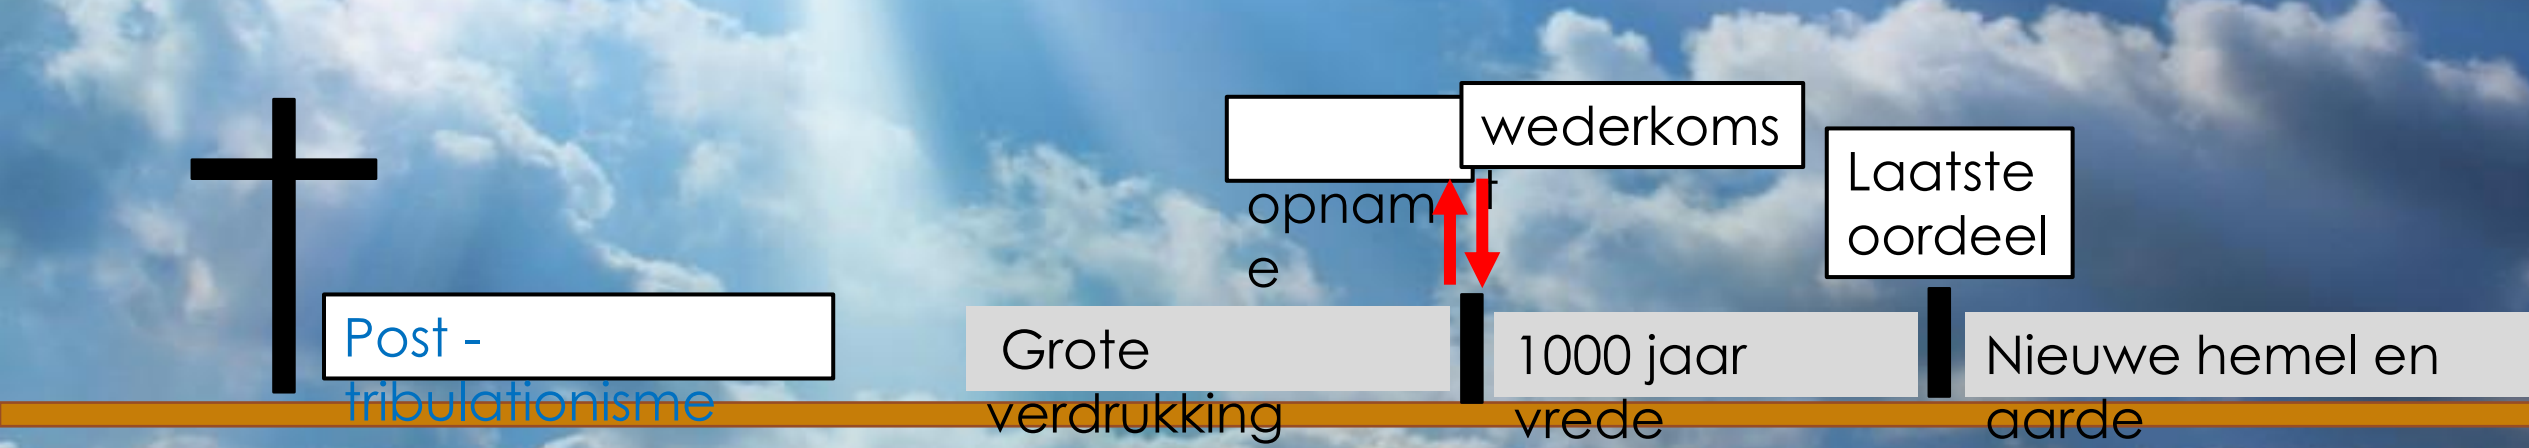 Post -
tribulationisme
Grote
verdrukking
opnam
e
wederkoms
t
1000 jaar
vrede
Laatste
oordeel
Nieuwe hemel en
aarde